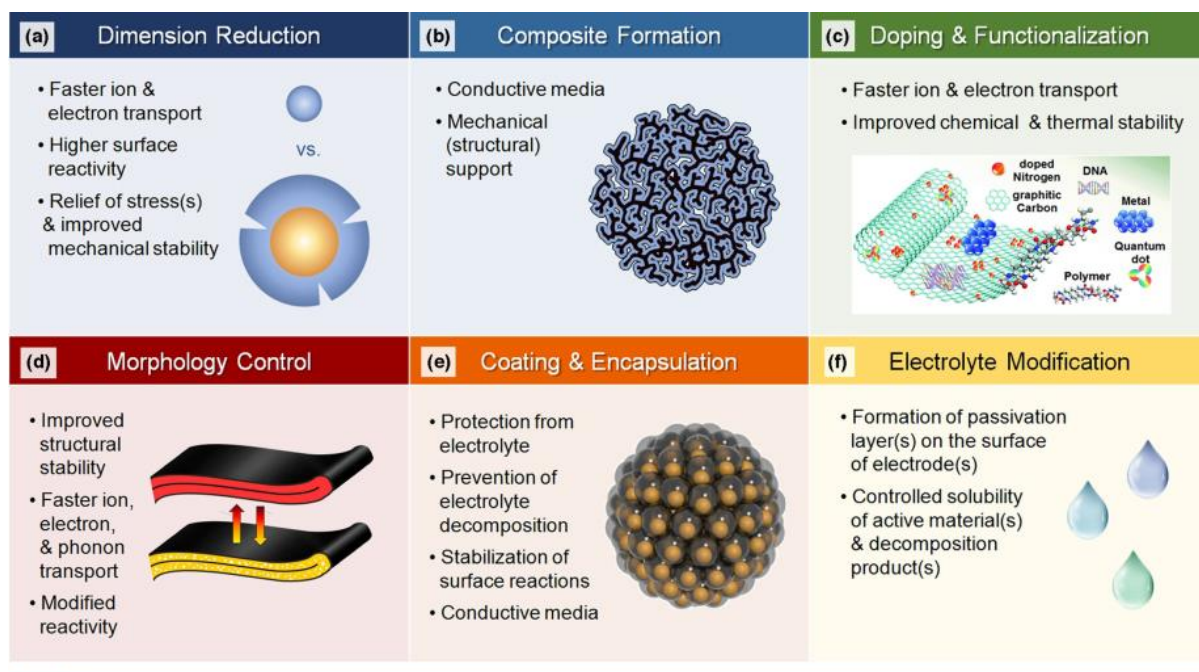 (a) Dimension Reduction
• Faster ion &
electron transport
• Higher surface
reactivity
• Relief of stress(s)
& improved
mechanical stability
vs.
(b) Composite Formation
• Conductive media
• Mechanical
(structural)
support
(c) Doping & Functionalization
• Faster ion & electron transport
• Improved chemical & thermal stability
doped
Nitrogen
graphitic
Carbon
DNA
Metal
Quantum
dot
Polymer
(d) Morphology Control
• Improved
structural
stability
• Faster ion,
electron,
& phonon
transport
• Modified
reactivity
(e) Coating & Encapsulation
• Protection from
electrolyte
• Prevention of
electrolyte
decomposition
• Stabilization of
surface reactions
• Conductive media
(f) Electrolyte Modification
• Formation of passivation
layer(s) on the surface
of electrode(s)
• Controlled solubility
of active material(s)
& decomposition
product(s)